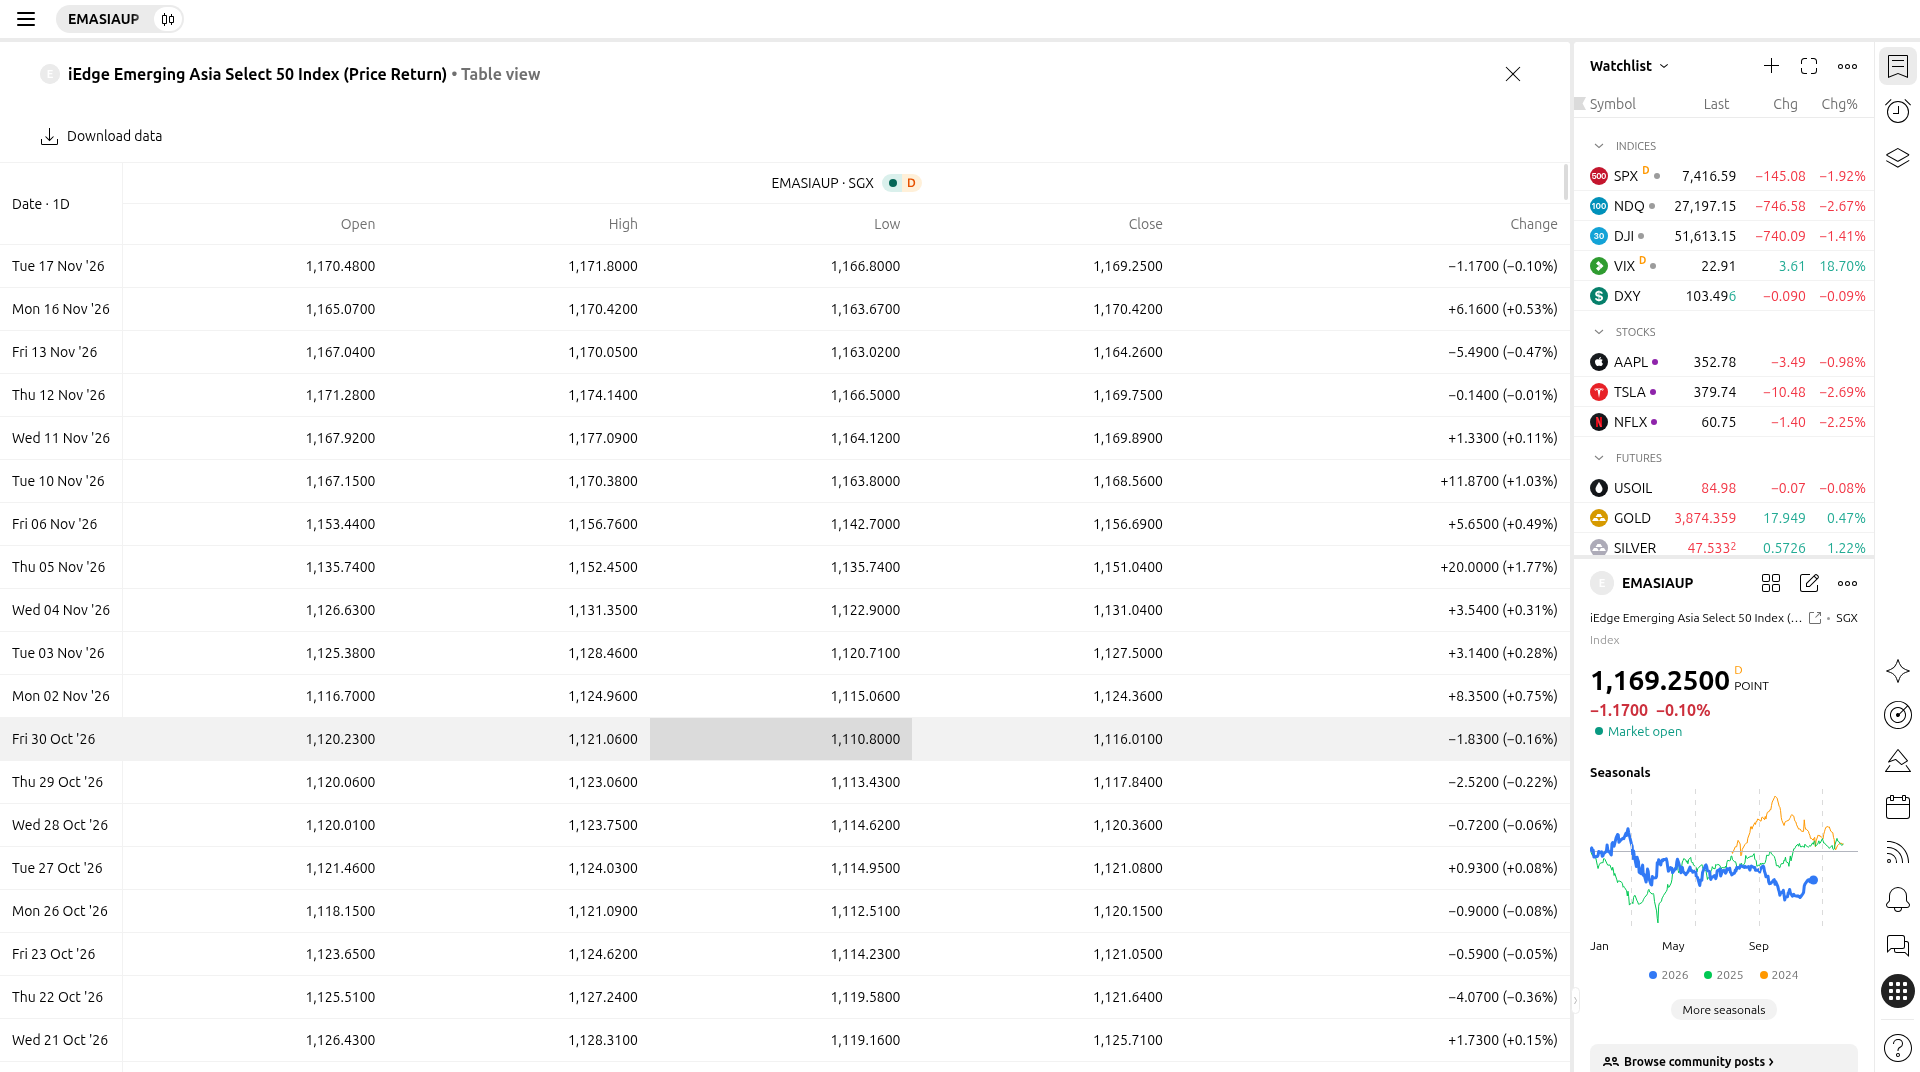 EMASIAUP
iEdge Emerging Asia Select 50 Index (Price Return) • Table view
Download data
Date · 1D
EMASIAUP · SGX D
Open High Low Close Change
Tue 17 Nov '26 1,170.4800 1,171.8000 1,166.8000 1,169.2500 −1.1700 (−0.10%)
Mon 16 Nov '26 1,165.0700 1,170.4200 1,163.6700 1,170.4200 +6.1600 (+0.53%)
Fri 13 Nov '26 1,167.0400 1,170.0500 1,163.0200 1,164.2600 −5.4900 (−0.47%)
Thu 12 Nov '26 1,171.2800 1,174.1400 1,166.5000 1,169.7500 −0.1400 (−0.01%)
Wed 11 Nov '26 1,167.9200 1,177.0900 1,164.1200 1,169.8900 +1.3300 (+0.11%)
Tue 10 Nov '26 1,167.1500 1,170.3800 1,163.8000 1,168.5600 +11.8700 (+1.03%)
Fri 06 Nov '26 1,153.4400 1,156.7600 1,142.7000 1,156.6900 +5.6500 (+0.49%)
Thu 05 Nov '26 1,135.7400 1,152.4500 1,135.7400 1,151.0400 +20.0000 (+1.77%)
Wed 04 Nov '26 1,126.6300 1,131.3500 1,122.9000 1,131.0400 +3.5400 (+0.31%)
Tue 03 Nov '26 1,125.3800 1,128.4600 1,120.7100 1,127.5000 +3.1400 (+0.28%)
Mon 02 Nov '26 1,116.7000 1,124.9600 1,115.0600 1,124.3600 +8.3500 (+0.75%)
Fri 30 Oct '26 1,120.2300 1,121.0600 1,110.8000 1,116.0100 −1.8300 (−0.16%)
Thu 29 Oct '26 1,120.0600 1,123.0600 1,113.4300 1,117.8400 −2.5200 (−0.22%)
Wed 28 Oct '26 1,120.0100 1,123.7500 1,114.6200 1,120.3600 −0.7200 (−0.06%)
Tue 27 Oct '26 1,121.4600 1,124.0300 1,114.9500 1,121.0800 +0.9300 (+0.08%)
Mon 26 Oct '26 1,118.1500 1,121.0900 1,112.5100 1,120.1500 −0.9000 (−0.08%)
Fri 23 Oct '26 1,123.6500 1,124.6200 1,114.2300 1,121.0500 −0.5900 (−0.05%)
Thu 22 Oct '26 1,125.5100 1,127.2400 1,119.5800 1,121.6400 −4.0700 (−0.36%)
Wed 21 Oct '26 1,126.4300 1,128.3100 1,119.1600 1,125.7100 +1.7300 (+0.15%)
Watchlist
Symbol Last Chg Chg%
INDICES
500 SPX D 7,416.59 −145.08 −1.92%
100 NDQ 27,197.15 −746.58 −2.67%
30 DJI 51,613.15 −740.09 −1.41%
VIX D 22.91 3.61 18.70%
$ DXY 103.496 −0.090 −0.09%
STOCKS
AAPL 352.78 −3.49 −0.98%
TSLA 379.74 −10.48 −2.69%
N NFLX 60.75 −1.40 −2.25%
FUTURES
USOIL 84.98 −0.07 −0.08%
GOLD 3,874.359 17.949 0.47%
SILVER 47.5332 0.5726 1.22%
E EMASIAUP
iEdge Emerging Asia Select 50 Index (... • SGX
Index
1,169.2500 D POINT
−1.1700 −0.10%
Market open
Seasonals
Jan May Sep
2026 2025 2024
More seasonals
Browse community posts ›